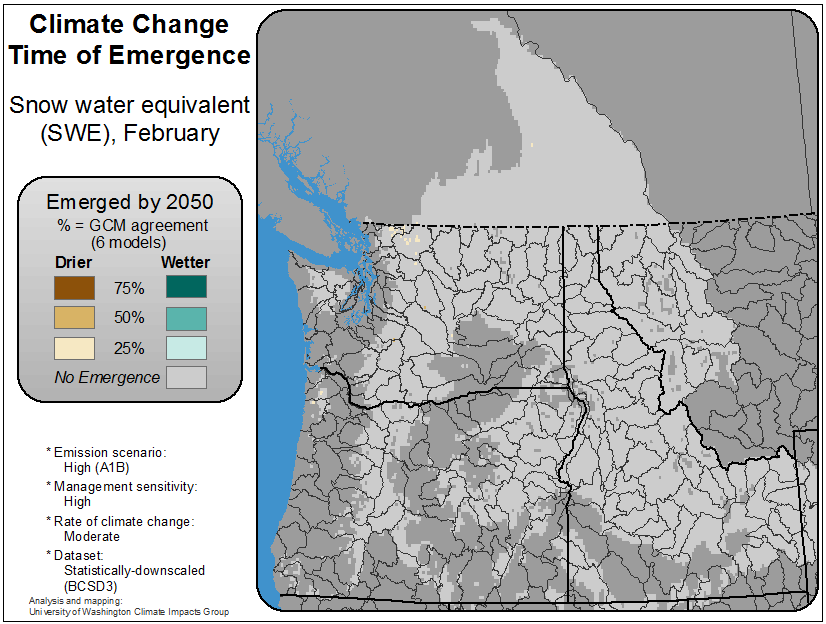 Climate Change
Time of Emergence
Snow water equivalent
(SWE), February
Emerged by 2050
% = GCM agreement
(6 models)
Drier Wetter
75%
50%
25%
No Emergence
* Emission scenario:
High (A1B)
* Management sensitivity:
High
* Rate of climate change:
Moderate
* Dataset:
Statistically-downscaled
(BCSD3)
Analysis and mapping:
University of Washington Climate Impacts Group